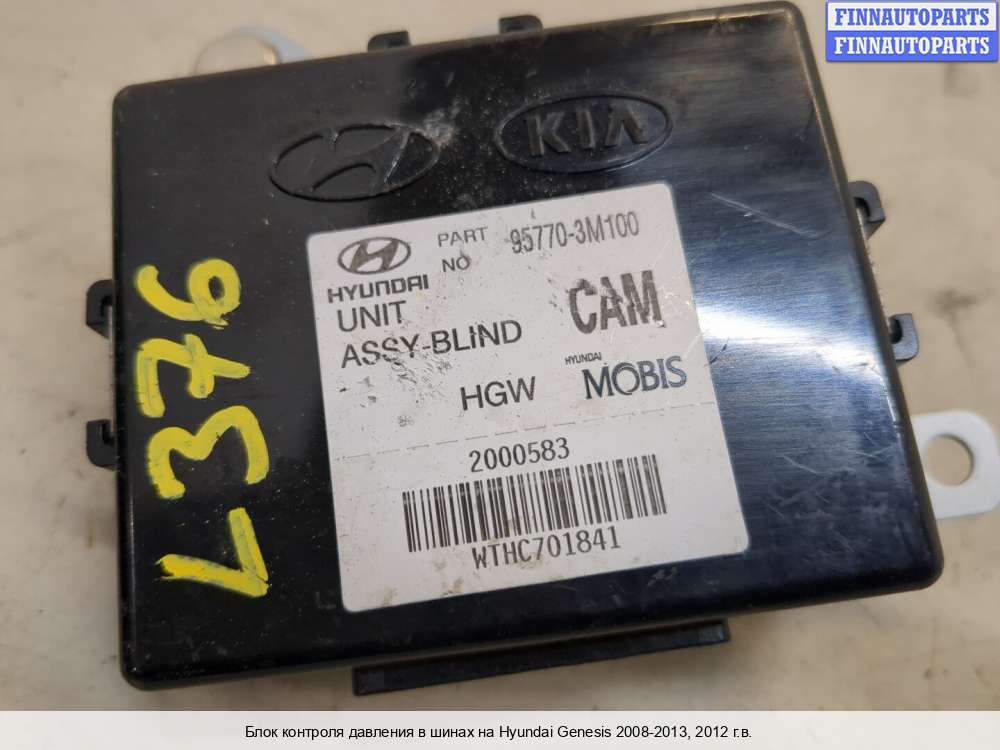 FINNAUTOPARTS
FINNAUTOPARTS
KIA
HYUNDAI
PART NO
95770-3M100
UNIT
ASSY-BLIND
CAM
HGW
HYUNDAI
MOBIS
2000583
WTHC701841
L376
Блок контроля давления в шинах на Hyundai Genesis 2008-2013, 2012 г.в.